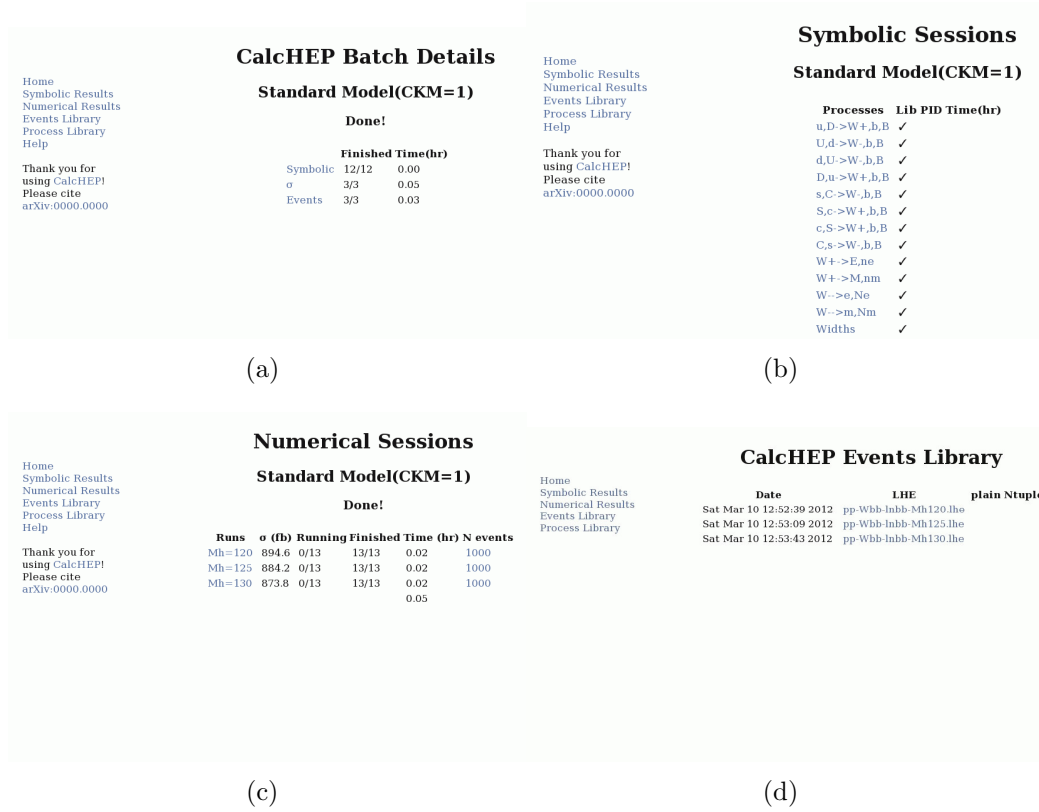 CalcHEP Batch Details
Standard Model(CKM=1)
Done!
Home
Symbolic Results
Numerical Results
Events Library
Process Library
Help
Thank you for
using CalcHEP!
Please cite
arXiv:0000.0000
Finished Time(hr)
Symbolic 12/12 0.00
σ 3/3 0.05
Events 3/3 0.03
(a)
Symbolic Sessions
Standard Model(CKM=1)
Home
Symbolic Results
Numerical Results
Events Library
Process Library
Help
Thank you for
using CalcHEP!
Please cite
arXiv:0000.0000
Processes Lib PID Time(hr)
u,D->W+,b,B ✓
U,d->W-,b,B ✓
d,U->W-,b,B ✓
D,u->W+,b,B ✓
s,C->W-,b,B ✓
S,c->W+,b,B ✓
c,S->W+,b,B ✓
C,s->W-,b,B ✓
W+->E,ne ✓
W+->M,nm ✓
W-->e,Ne ✓
W-->m,Nm ✓
Widths ✓
(b)
Numerical Sessions
Standard Model(CKM=1)
Done!
Home
Symbolic Results
Numerical Results
Events Library
Process Library
Help
Thank you for
using CalcHEP!
Please cite
arXiv:0000.0000
Runs σ (fb) Running Finished Time (hr) N events
Mh=120 894.6 0/13 13/13 0.02 1000
Mh=125 884.2 0/13 13/13 0.02 1000
Mh=130 873.8 0/13 13/13 0.02 1000
0.05
(c)
CalcHEP Events Library
Home
Symbolic Results
Numerical Results
Events Library
Process Library
Date LHE plain Ntupl
Sat Mar 10 12:52:39 2012 pp-Wbb-lnbb-Mh120.lhe
Sat Mar 10 12:53:09 2012 pp-Wbb-lnbb-Mh125.lhe
Sat Mar 10 12:53:43 2012 pp-Wbb-lnbb-Mh130.lhe
(d)